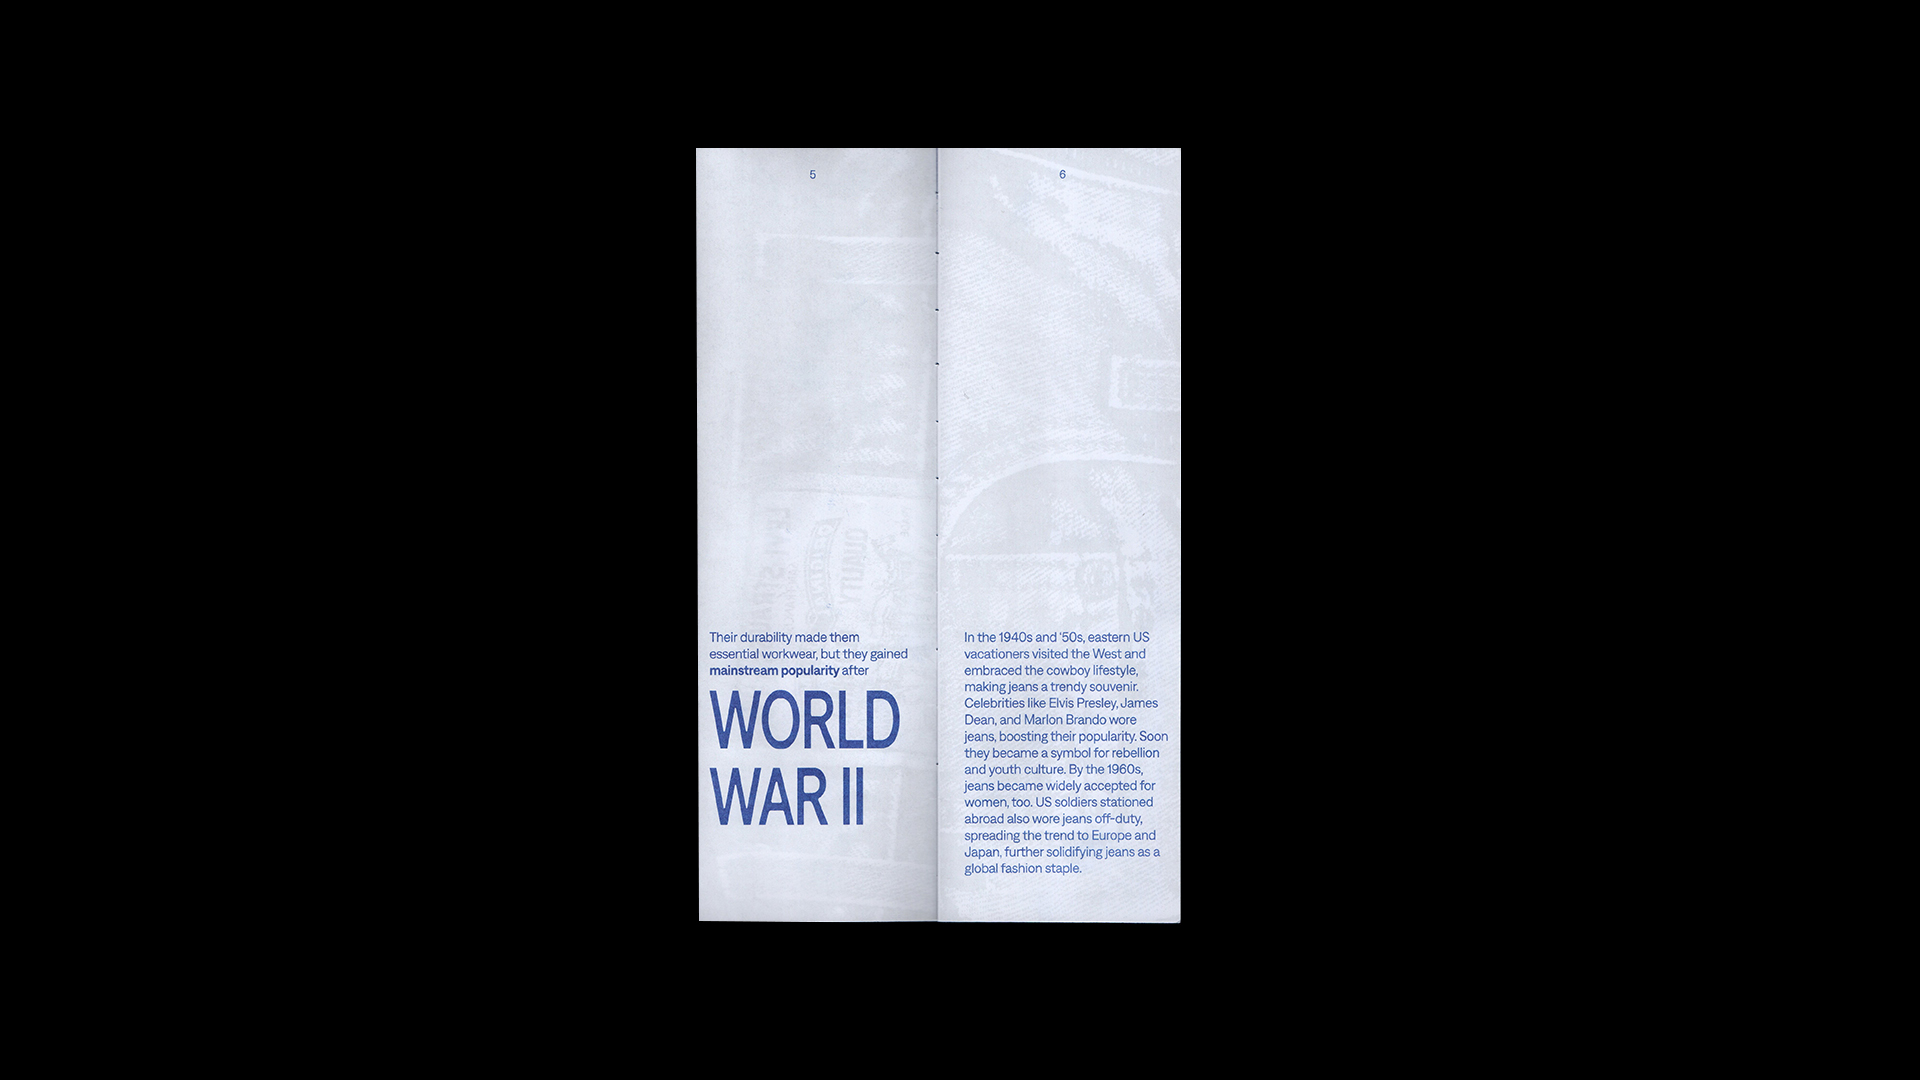 5
Their durability made them
essential workwear, but they gained
mainstream popularity after
WORLD
WAR II
6
In the 1940s and ‘50s, eastern US
vacationers visited the West and
embraced the cowboy lifestyle,
making jeans a trendy souvenir.
Celebrities like Elvis Presley, James
Dean, and Marlon Brando wore
jeans, boosting their popularity. Soon
they became a symbol for rebellion
and youth culture. By the 1960s,
jeans became widely accepted for
women, too. US soldiers stationed
abroad also wore jeans off-duty,
spreading the trend to Europe and
Japan, further solidifying jeans as a
global fashion staple.
QUALITY